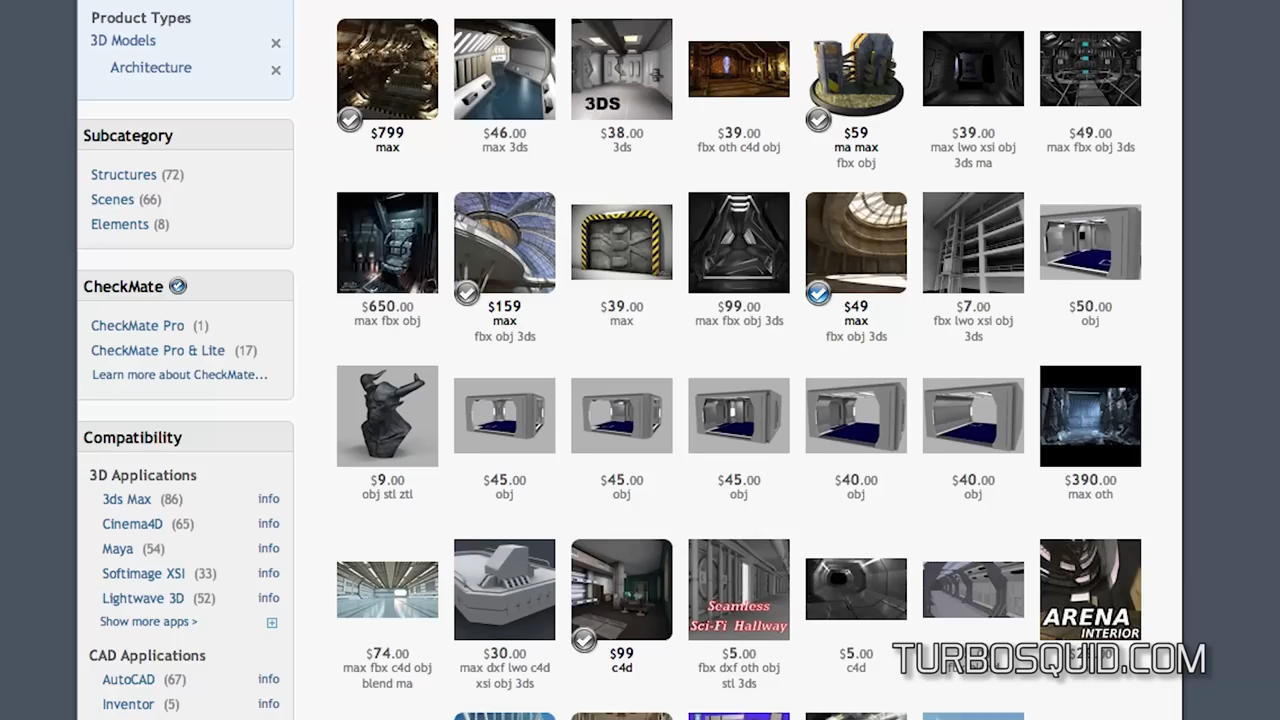 Product Types
3D Models
Architecture
Subcategory
Structures (72)
Scenes (66)
Elements (8)
CheckMate
CheckMate Pro (1)
CheckMate Pro & Lite (17)
Learn more about CheckMate...
Compatibility
3D Applications
3ds Max (86) info
Cinema4D (65) info
Maya (54) info
Softimage XSI (33) info
Lightwave 3D (52) info
Show more apps >
CAD Applications
AutoCAD (67) info
Inventor (5) info
3DS
$799 $46.00 $38.00 $39.00 $59 $39.00 $49.00
max max 3ds 3ds fbx oth c4d obj ma max max lwo xsi obj max fbx obj 3ds
fbx obj 3ds ma
$650.00 $159 $39.00 $99.00 $49 $7.00 $50.00
max fbx obj max max max fbx obj 3ds max fbx lwo xsi obj obj
fbx obj 3ds fbx obj 3ds 3ds
$9.00 $45.00 $45.00 $45.00 $40.00 $40.00 $390.00
obj stl ztl obj obj obj obj obj max oth
Seamless
Sci-Fi Hallway
ARENA
INTERIOR
$74.00 $30.00 $99 $5.00 $5.00
max fbx c4d obj max dxf lwo c4d c4d fbx dxf oth obj c4d
blend ma xsi obj 3ds stl 3ds
TURBOSQUID.COM